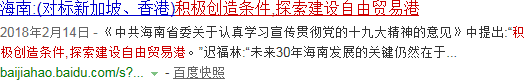 海南:(对标新加坡、香港)积极创造条件,探索建设自由贸易港
2018年2月14日 - 《中共海南省委关于认真学习宣传贯彻党的十九大精神的意见》中提出:“积
极创造条件,探索建设自由贸易港。”迟福林:“未来30年海南发展的关键仍然在于...
baijiahao.baidu.com/s?... - 百度快照